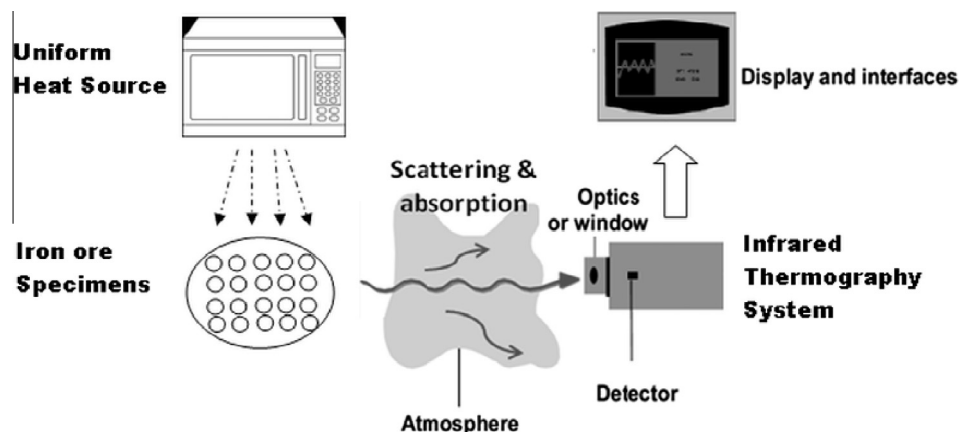 Uniform
Heat Source
Display and interfaces
Scattering &
absorption
Optics
or window
Iron ore
Specimens
Infrared
Thermography
System
Detector
Atmosphere